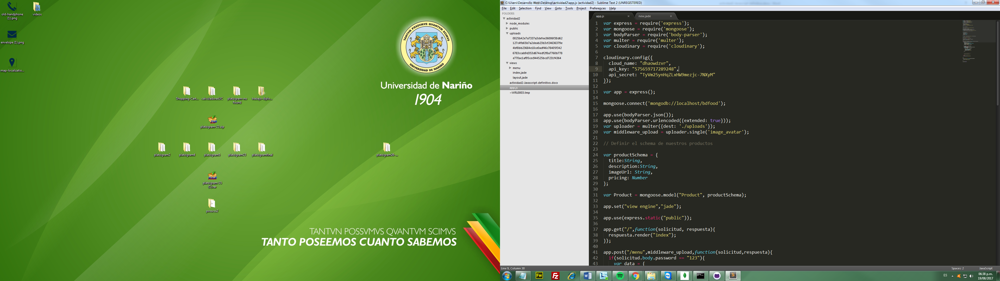 old-handphone
(1).png
videos
envelope (1).png
map-localizatio...
TANTVM POSSVMVS QVANTVM SCIMVS
UNIVERSIDAD DE NARIÑO
Universidad de Nariño
1904
Shopping-Cart...
calculadorasUC
platzigram-no
found
trabajo-diplo...
platzigram-23.zip
ZIP
platzigram2
platzigram4
platzigram5
platzigram23
platzigramfinal
platzigram26-...
RAR
platzigram-15
(1).rar
posscss2
TANTVN POSSVMVS QVANTVM SCIMVS
TANTO POSEEMOS CUANTO SABEMOS
C:\Users\Desarrollo Web\Desktop\actividad2\app.js (actividad2) - Sublime Text 2 (UNREGISTERED)
File Edit Selection Find View Goto Tools Project Preferences Help
FOLDERS
actividad2
node_modules
public
uploads
0025b42e7a7337a3defee36006f38d62
127c4fb65b7a2deab23b3cf24636379e
4bf8bb23684e18ce0adf46c78405f342
6783ccab9d353d674edf2f8a7760b778
e770ac1af95cec944525bcd7231f4364
views
menu
index.jade
layout.jade
actividad2-Javascript-definitivo.docx
app.js
~WRL0003.tmp
app.js
new.jade
1 var express = require('express');
2 var mongoose = require('mongoose');
3 var bodyParser = require('body-parser');
4 var multer = require('multer');
5 var cloudinary = require('cloudinary');
6
7 cloudinary.config({
8 cloud_name: "dhaowdzvr",
9 api_key: "575659717289248",
10 api_secret: "TyVm25ynHqZLxHW9mezjc-7NXyM"
11 });
12
13 var app = express();
14
15 mongoose.connect('mongodb://localhost/bdfood');
16
17 app.use(bodyParser.json());
18 app.use(bodyParser.urlencoded({extended: true}));
19 var uploader = multer({dest: './uploads'});
20 var middleware_upload = uploader.single('image_avatar');
21
22 // Definir el schema de nuestros productos
23
24 var productSchema = {
25 title:String,
26 description:String,
27 imageUrl: String,
28 pricing: Number
29 };
30
31 var Product = mongoose.model("Product", productSchema);
32
33 app.set("view engine","jade");
34
35 app.use(express.static("public"));
36
37 app.get("/",function(solicitud, respuesta){
38 respuesta.render("index");
39 });
40
41 app.post("/menu",middleware_upload,function(solicitud,respuesta){
42 if(solicitud.body.password == "123"){
43 var data = {
Line 9, Column 30
Spaces: 2
JavaScript
Fw
Fz
W
S
ES
06:38 p.m.
19/08/2017